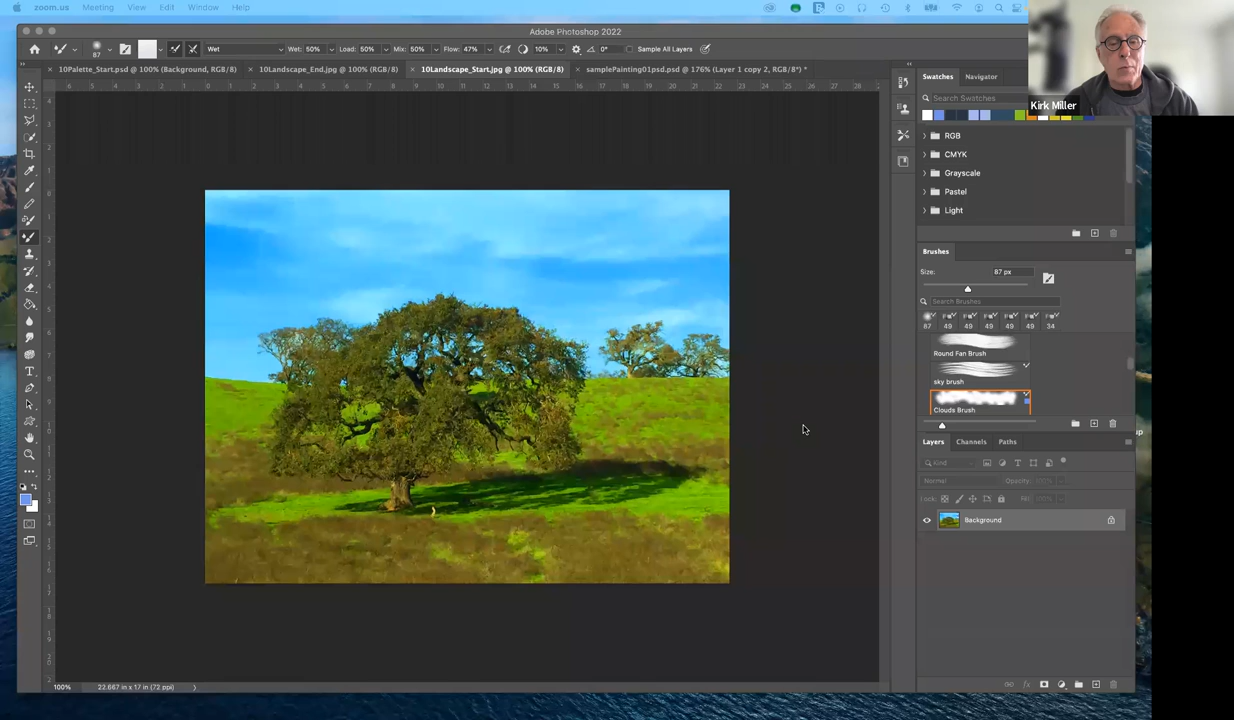 zoom.us Meeting View Edit Window Help
Adobe Photoshop 2022
87 Wet Wet: 50% Load: 50% Mix: 50% Flow: 47% 10% 0° Sample All Layers
10Palette_Start.psd @ 100% (Background, RGB/8) 10Landscape_End.jpg @ 100% (RGB/8) 10Landscape_Start.jpg @ 100% (RGB/8) samplePainting01psd.psd @ 176% (Layer 1 copy 2, RGB/8*) *
Swatches Navigator
Kirk Miller
Search Swatches
RGB
CMYK
Grayscale
Pastel
Light
Brushes
Size: 87 px
Search Brushes
87 49 49 49 49 49 34
Round Fan Brush
sky brush
Clouds Brush
Layers Channels Paths
Kind
Normal Opacity: 100%
Lock: Fill: 100%
Background
100% 22.667 in x 17 in (72 ppi)